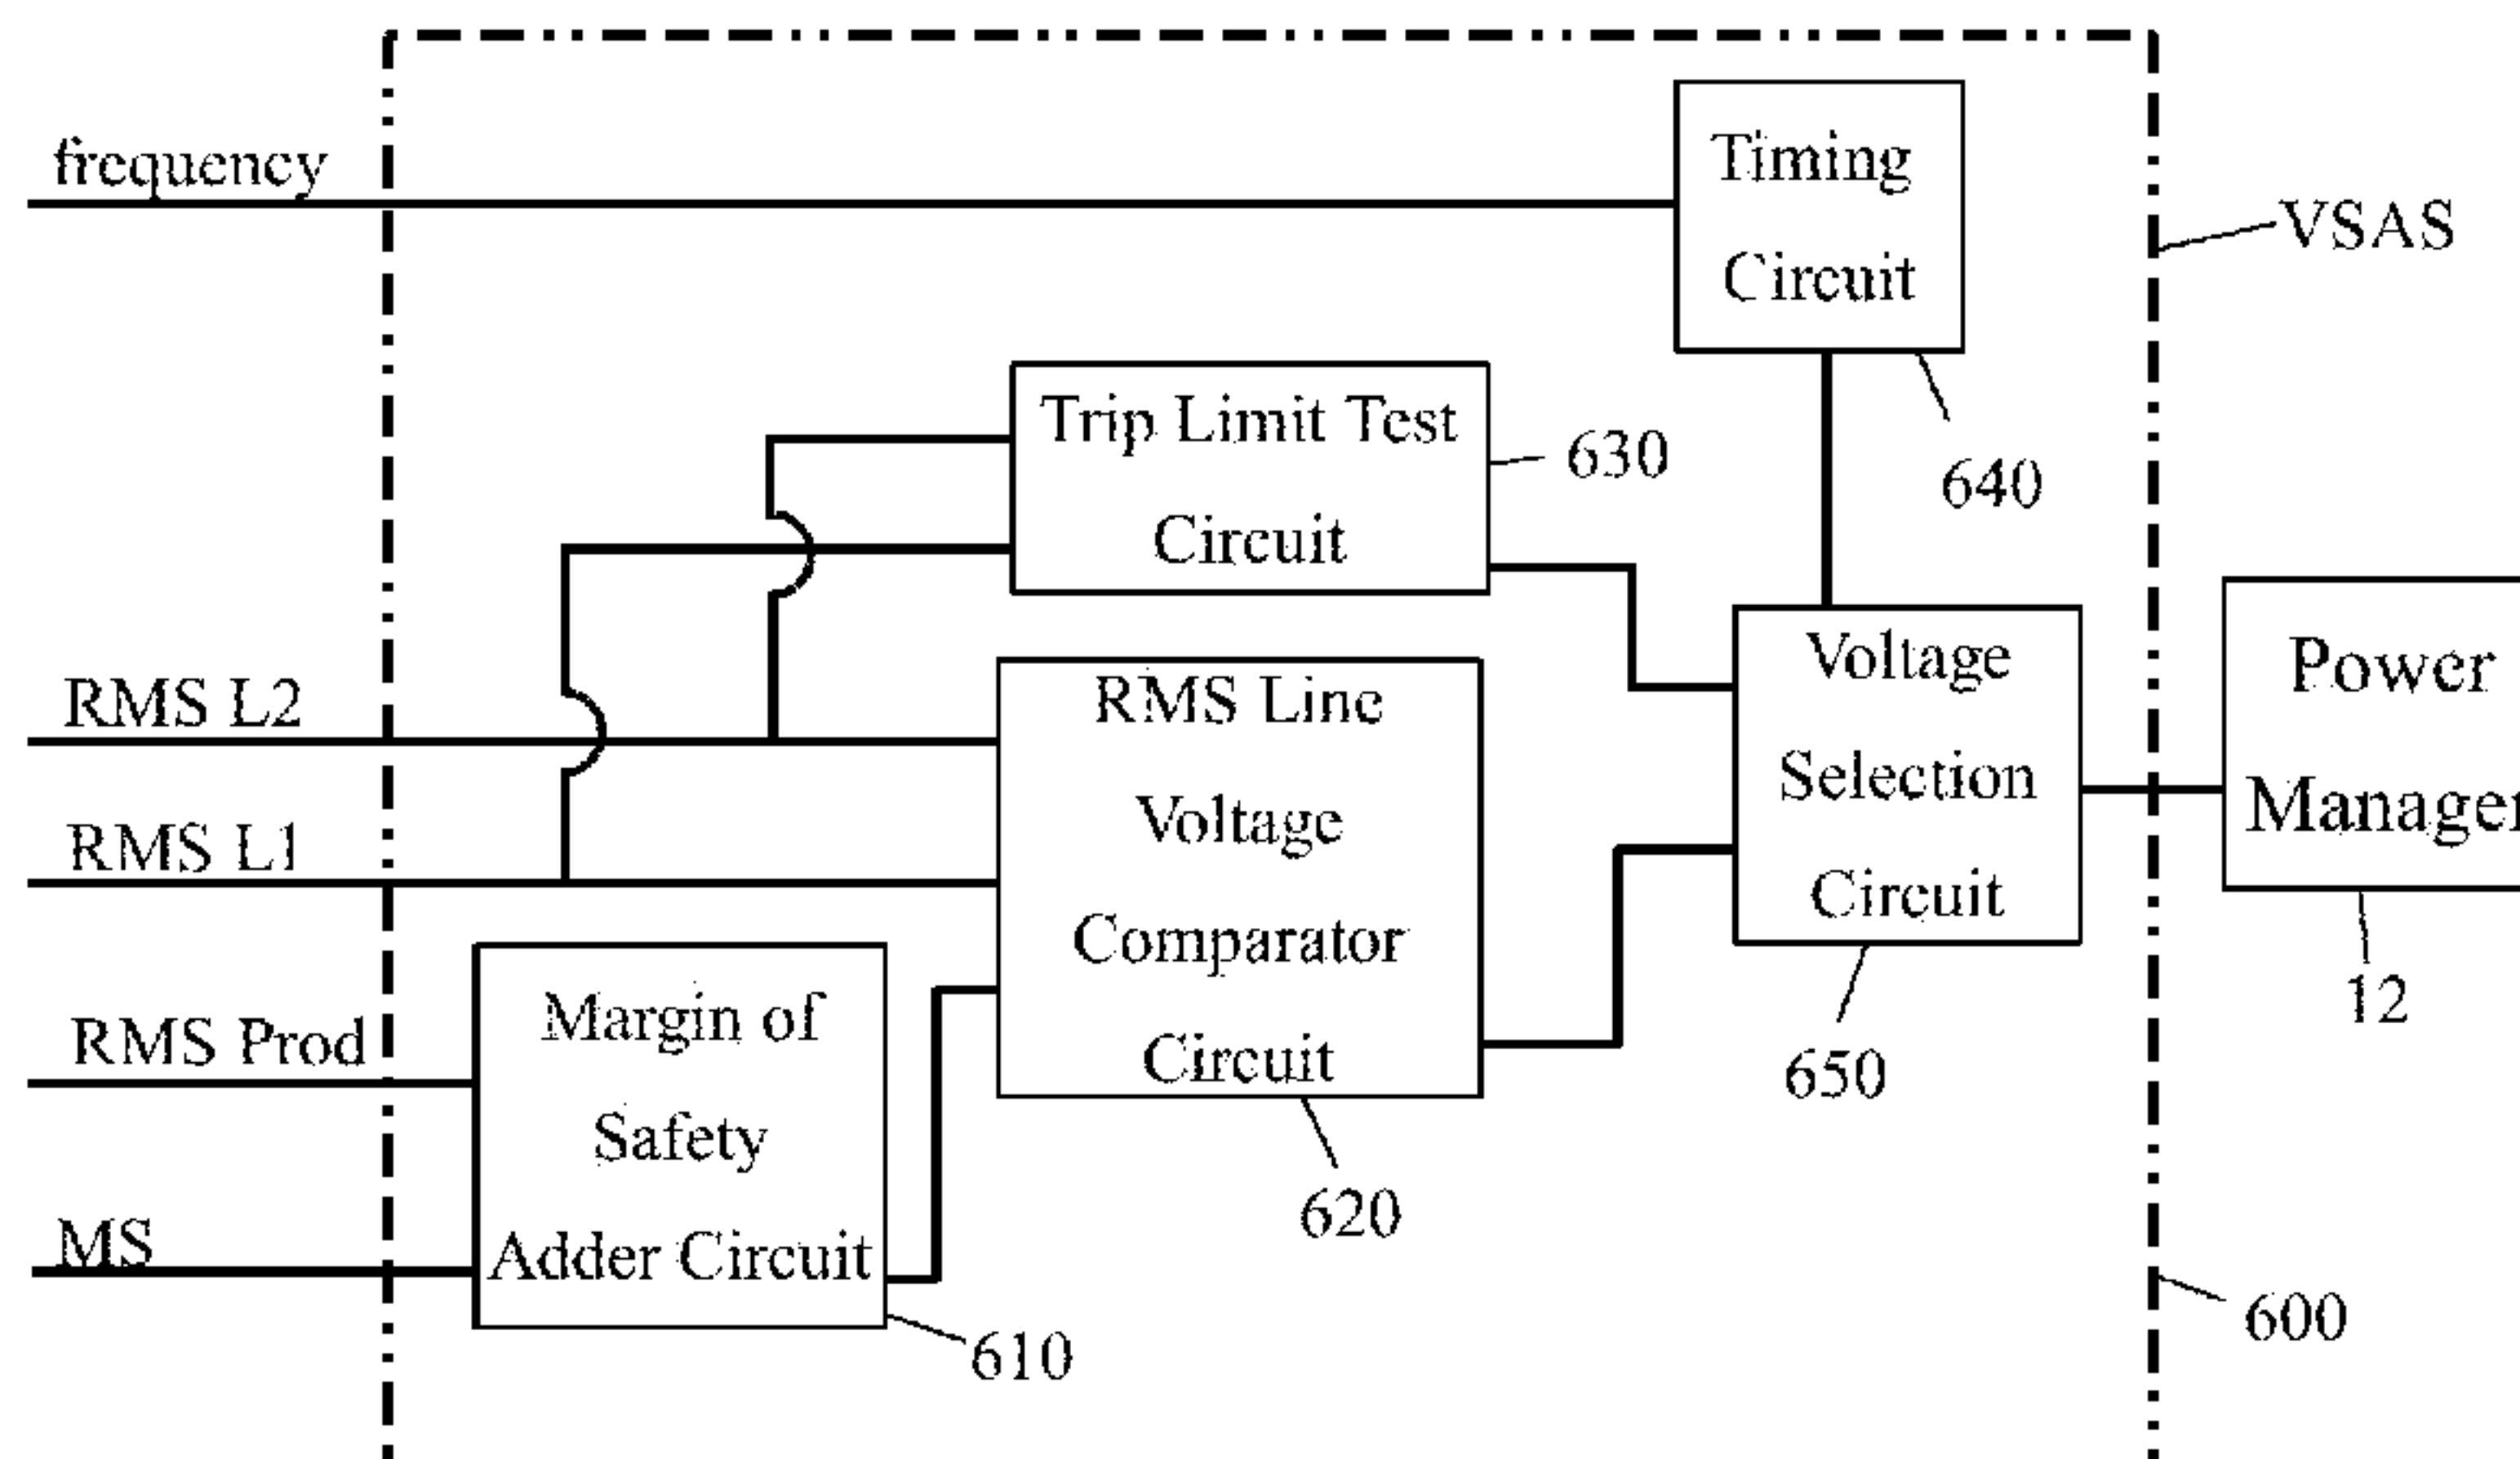 frequency
Timing
Circuit
VSAS
Trip Limit Test
Circuit
630
640
RMS L2
RMS L1
RMS Line
Voltage
Comparator
Circuit
Voltage
Selection
Circuit
Power
Manager
12
RMS Prod
MS
Margin of
Safety
Adder Circuit
650
620
610
600